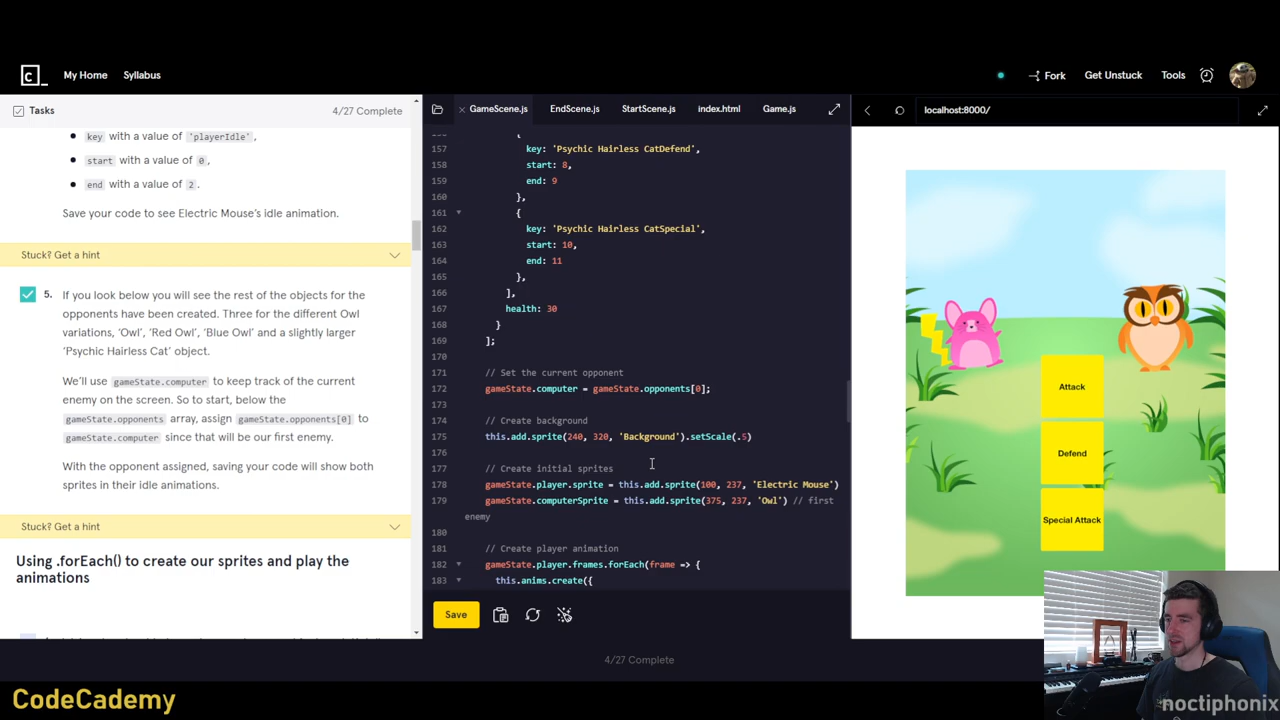 C_
My Home
Syllabus
Fork
Get Unstuck
Tools
Tasks
4/27 Complete
key with a value of 'playerIdle',
start with a value of 0,
end with a value of 2.
Save your code to see Electric Mouse's idle animation.
Stuck? Get a hint
5. If you look below you will see the rest of the objects for the
opponents have been created. Three for the different Owl
variations, 'Owl', 'Red Owl', 'Blue Owl' and a slightly larger
'Psychic Hairless Cat' object.
We'll use gameState.computer to keep track of the current
enemy on the screen. So to start, below the
gameState.opponents array, assign gameState.opponents[0] to
gameState.computer since that will be our first enemy.
With the opponent assigned, saving your code will show both
sprites in their idle animations.
Stuck? Get a hint
Using .forEach() to create our sprites and play the
animations
GameScene.js
EndScene.js
StartScene.js
index.html
Game.js
{
157 key: 'Psychic Hairless CatDefend',
158 start: 8,
159 end: 9
160 },
161 {
162 key: 'Psychic Hairless CatSpecial',
163 start: 10,
164 end: 11
165 },
166 ],
167 health: 30
168 }
169 ];
170
171 // Set the current opponent
172 gameState.computer = gameState.opponents[0];
173
174 // Create background
175 this.add.sprite(240, 320, 'Background').setScale(.5)
176
177 // Create initial sprites
178 gameState.player.sprite = this.add.sprite(100, 237, 'Electric Mouse')
179 gameState.computerSprite = this.add.sprite(375, 237, 'Owl') // first
enemy
180
181 // Create player animation
182 gameState.player.frames.forEach(frame => {
183 this.anims.create({
Save
4/27 Complete
localhost:8000/
Attack
Defend
Special Attack
CodeCademy
noctiphonix